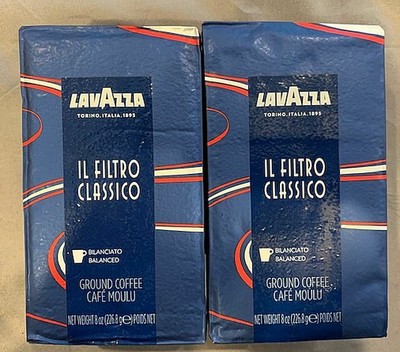 LAVAZZA
TORINO, ITALIA, 1895
IL FILTRO
CLASSICO
BILANCIATO
BALANCED
GROUND COFFEE
CAFÉ MOULU
NET WEIGHT 8 oz (226.8 g℮) POIDS NET
LAVAZZA
TORINO, ITALIA, 1895
IL FILTRO
CLASSICO
BILANCIATO
BALANCED
GROUND COFFEE
CAFÉ MOULU
NET WEIGHT 8 oz (226.8 g℮) POIDS NET